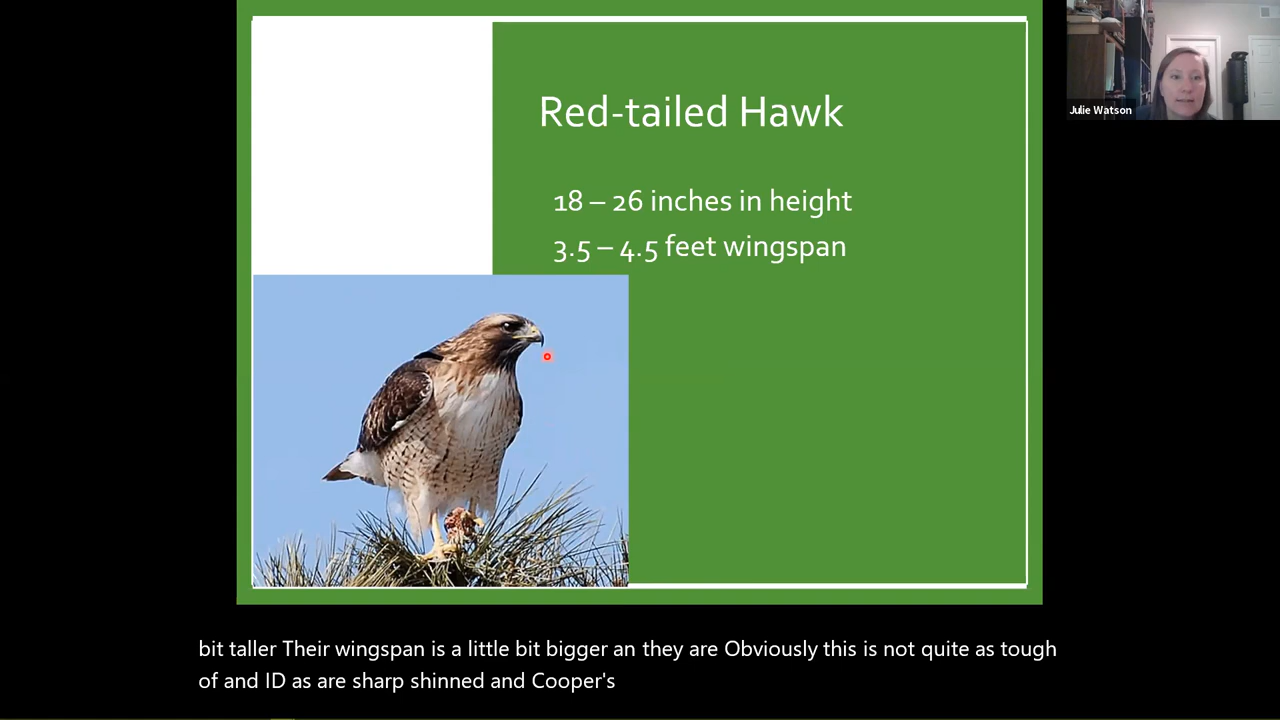 Red-tailed Hawk
18 – 26 inches in height
3.5 – 4.5 feet wingspan
Julie Watson
bit taller Their wingspan is a little bit bigger an they are Obviously this is not quite as tough
of and ID as are sharp shinned and Cooper's